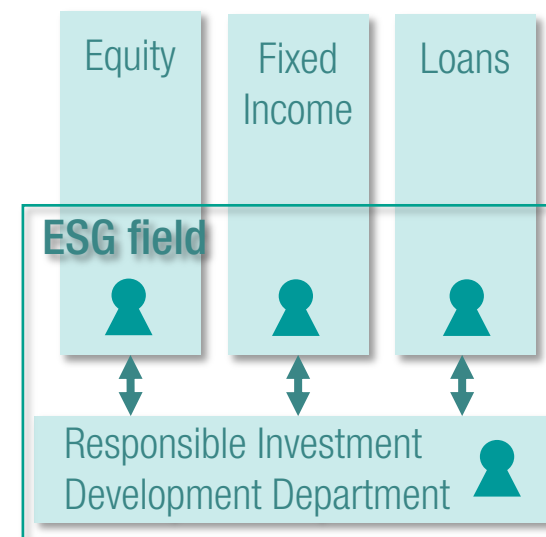 Equity
Fixed
Income
Loans
ESG field
Responsible Investment
Development Department